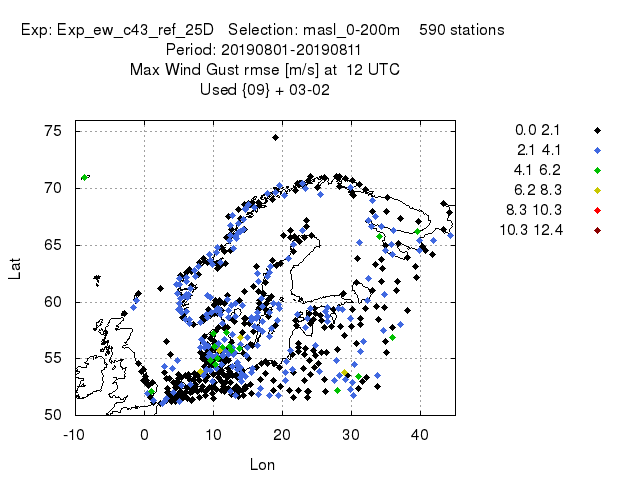 Exp: Exp_ew_c43_ref_25D   Selection: masl_0-200m    590 stations
Period: 20190801-20190811
Max Wind Gust rmse [m/s] at  12 UTC
Used {09} + 03-02
0.0 2.1
2.1 4.1
4.1 6.2
6.2 8.3
8.3 10.3
10.3 12.4
75
70
65
60
55
50
Lat
-10 0 10 20 30 40
Lon